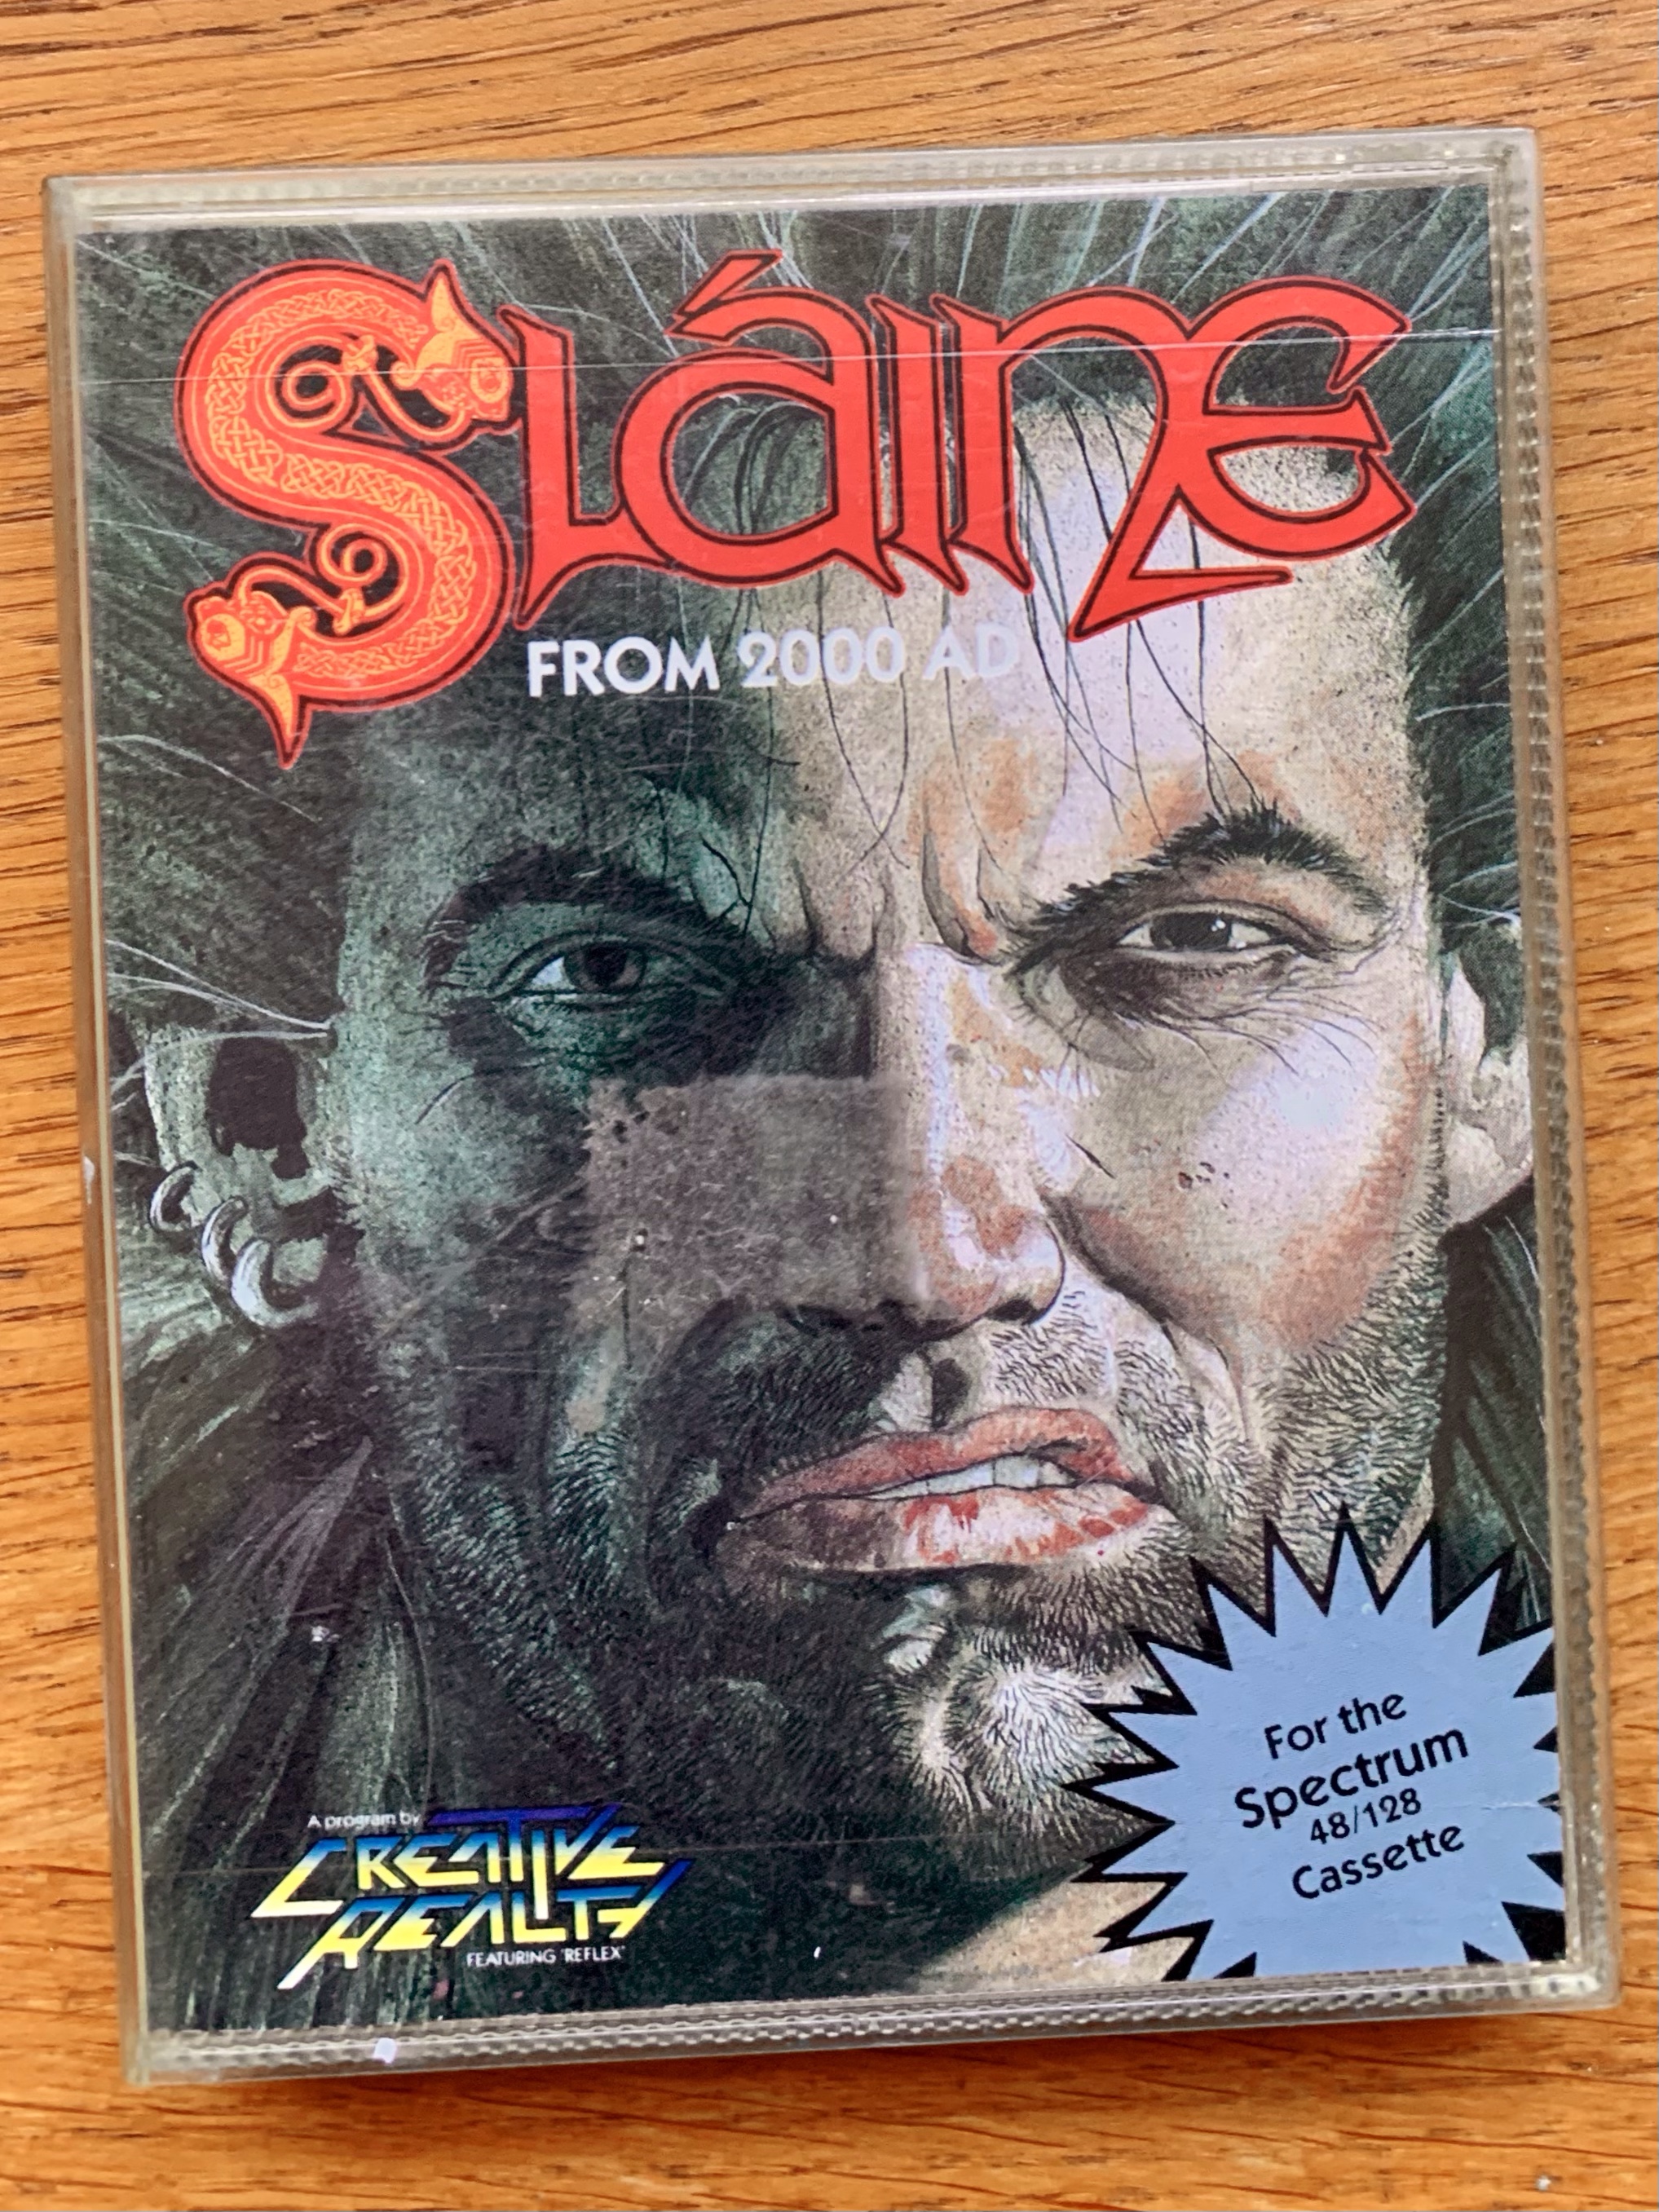 Sláine
FROM 2000 AD
A program by
CREATIVE
REALITY
FEATURING 'REFLEX'
For the
Spectrum
48/128
Cassette